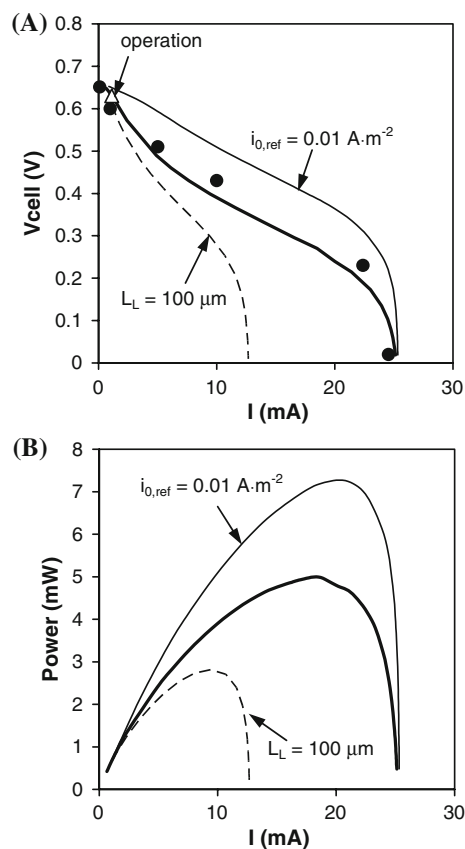 (A)
operation
0.8
0.7
0.6
0.5
0.4
0.3
0.2
0.1
0
Vcell (V)
i0,ref = 0.01 A·m-2
LL = 100 µm
0 10 20 30
I (mA)
(B)
8
7
6
5
4
3
2
1
0
Power (mW)
i0,ref = 0.01 A·m-2
LL = 100 µm
0 10 20 30
I (mA)